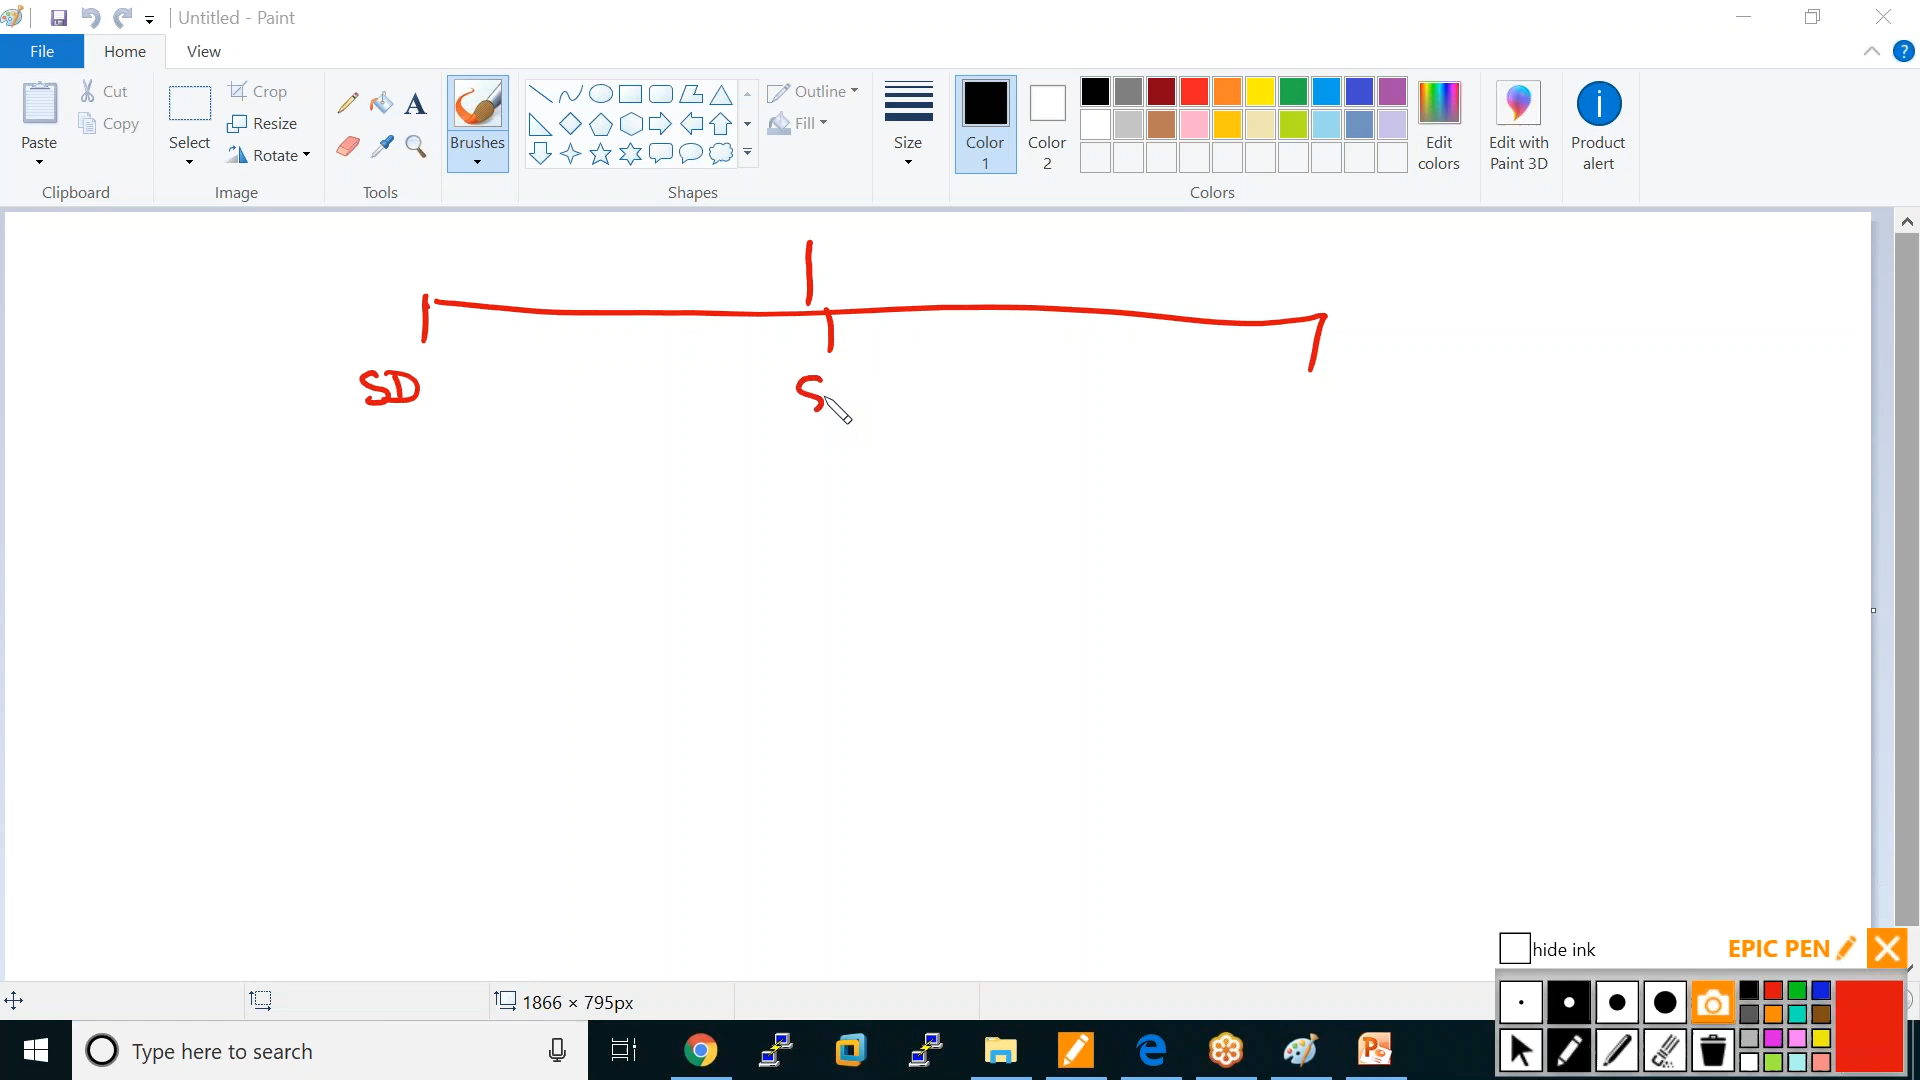 Untitled - Paint
File Home View
Paste
Cut
Copy
Clipboard
Select
Crop
Resize
Rotate
Image
A
Tools
Brushes
Shapes
Outline
Fill
Size
Color 1
Color 2
Colors
Edit colors
Edit with Paint 3D
Product alert
SD
S
hide ink
EPIC PEN
1866 × 795px
Type here to search